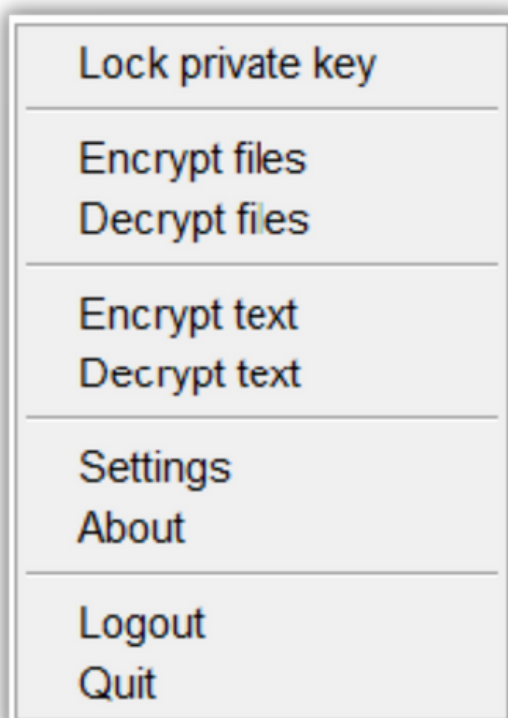 Lock private key
Encrypt files
Decrypt files
Encrypt text
Decrypt text
Settings
About
Logout
Quit